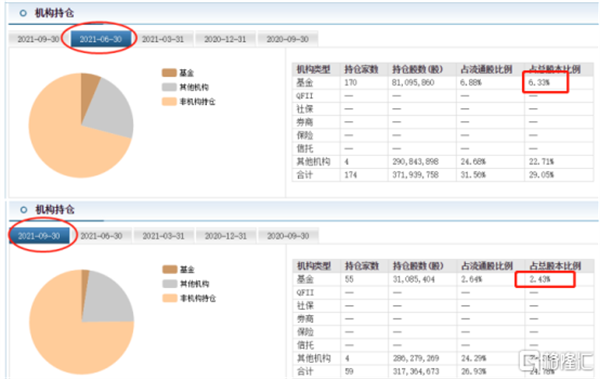 机构持仓
2021-09-30 2021-06-30 2021-03-31 2020-12-31 2020-09-30
基金
其他机构
非机构持仓
机构类型 持仓家数 持仓股数(股) 占流通股比例 占总股本比例
基金 170 81,095,860 6.88% 6.33%
QFII — — — —
社保 — — — —
券商 — — — —
保险 — — — —
信托 — — — —
其他机构 4 290,843,898 24.68% 22.71%
合计 174 371,939,758 31.56% 29.05%
机构持仓
2021-09-30 2021-06-30 2021-03-31 2020-12-31 2020-09-30
基金
其他机构
非机构持仓
机构类型 持仓家数 持仓股数(股) 占流通股比例 占总股本比例
基金 55 31,085,404 2.64% 2.43%
QFII — — — —
社保 — — — —
券商 — — — —
保险 — — — —
信托 — — — —
其他机构 4 286,279,269 24.29%
合计 59 317,364,673 26.93% 24.78%
格隆汇